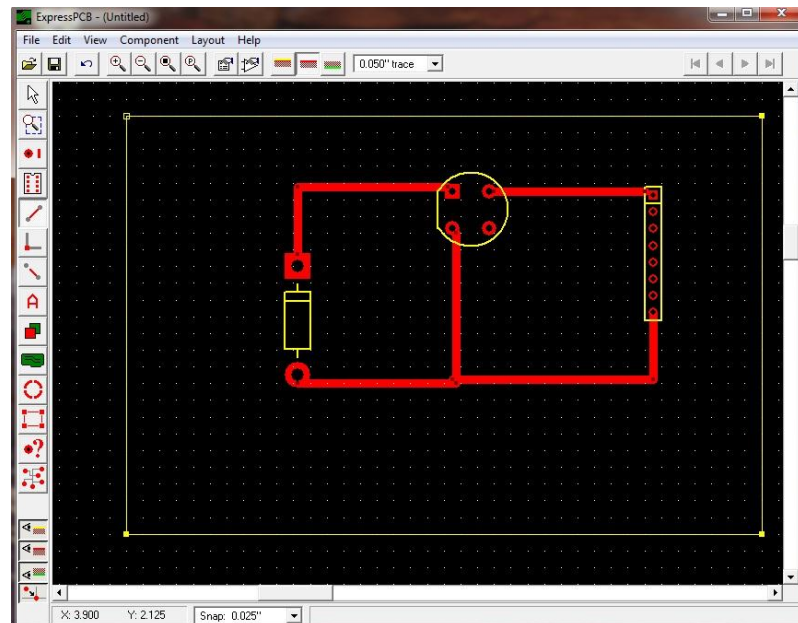 ExpressPCB - (Untitled)
File Edit View Component Layout Help
0.050" trace
A
?
X: 3.900 Y: 2.125 Snap: 0.025"